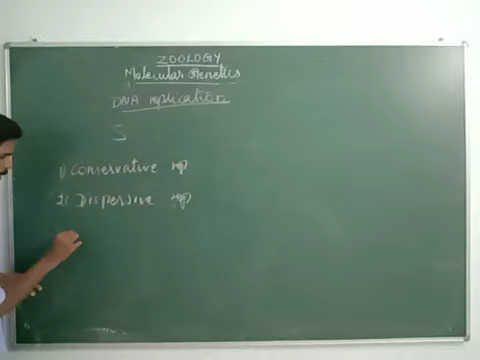 ZOOLOGY
Molecular Genetics
DNA replication
S
1) Conservative rep
2) Dispersive rep